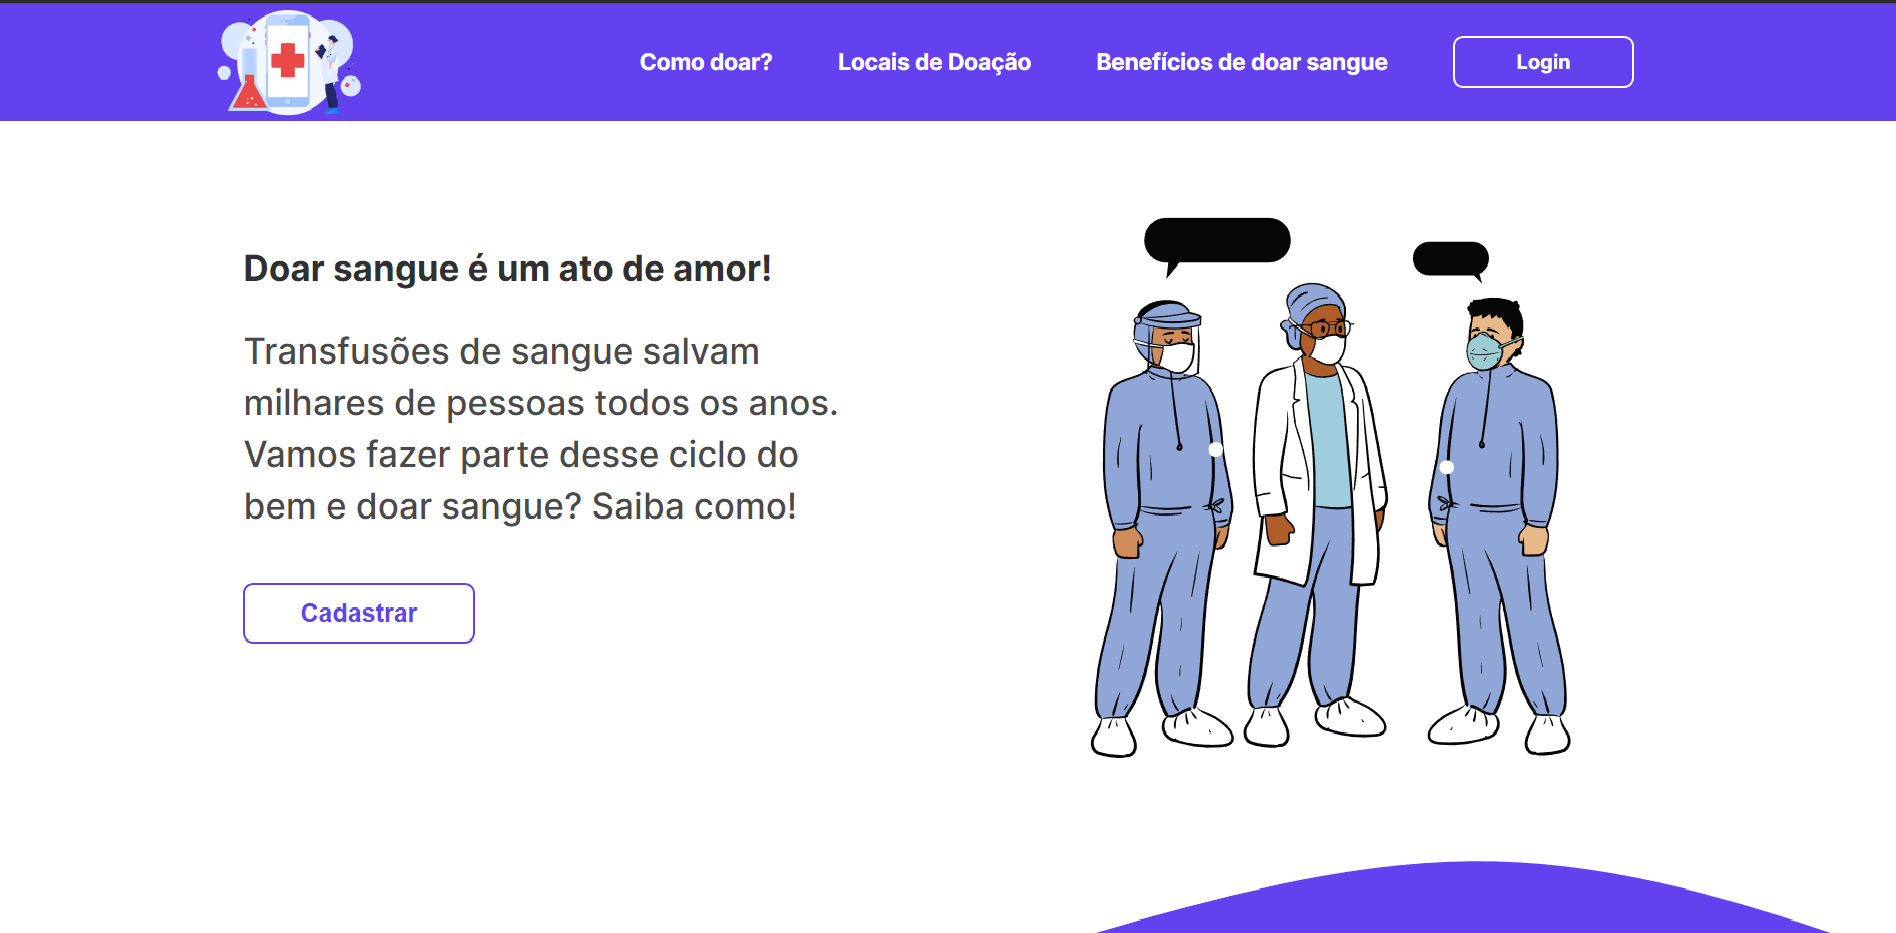 Como doar?
Locais de Doação
Benefícios de doar sangue
Login
Doar sangue é um ato de amor!
Transfusões de sangue salvam
milhares de pessoas todos os anos.
Vamos fazer parte desse ciclo do
bem e doar sangue? Saiba como!
Cadastrar